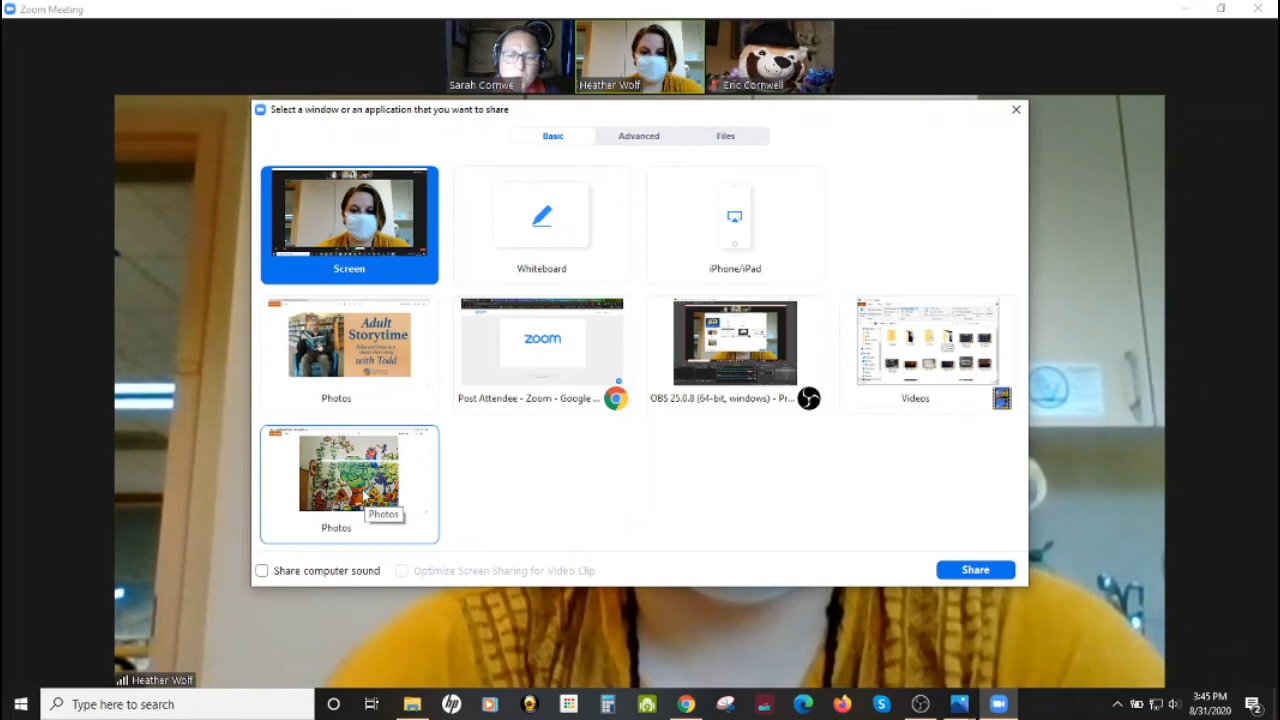 Zoom Meeting
Sarah Cornwe
Heather Wolf
Eric Cornwell
Select a window or an application that you want to share
Basic
Advanced
Files
Screen
Whiteboard
iPhone/iPad
Adult
Storytime
with Todd
zoom
Photos
Post Attendee - Zoom - Google ...
OBS 25.0.8 (64-bit, windows) - Pr...
Videos
Photos
Photos
Share computer sound
Optimize Screen Sharing for Video Clip
Share
Heather Wolf
Type here to search
hp
3:45 PM
8/31/2020
2